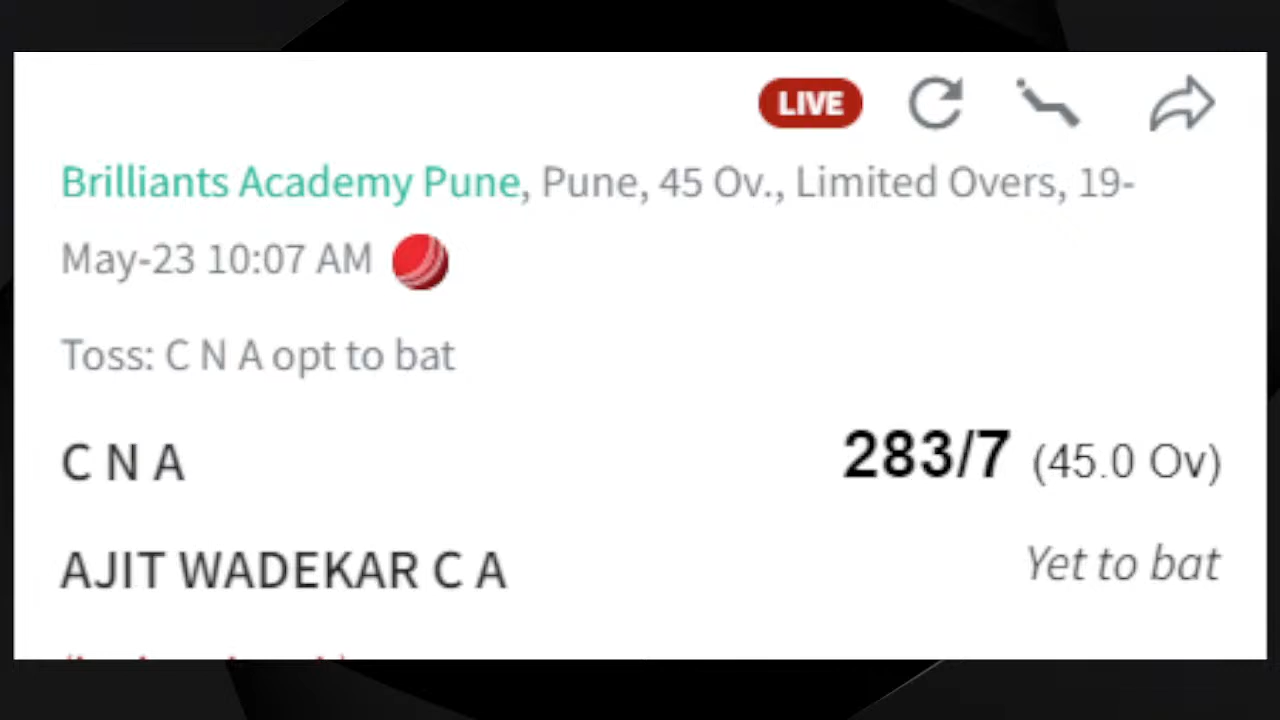 LIVE
Brilliants Academy Pune, Pune, 45 Ov., Limited Overs, 19-
May-23 10:07 AM
Toss: C N A opt to bat
C N A 283/7 (45.0 Ov)
AJIT WADEKAR C A Yet to bat